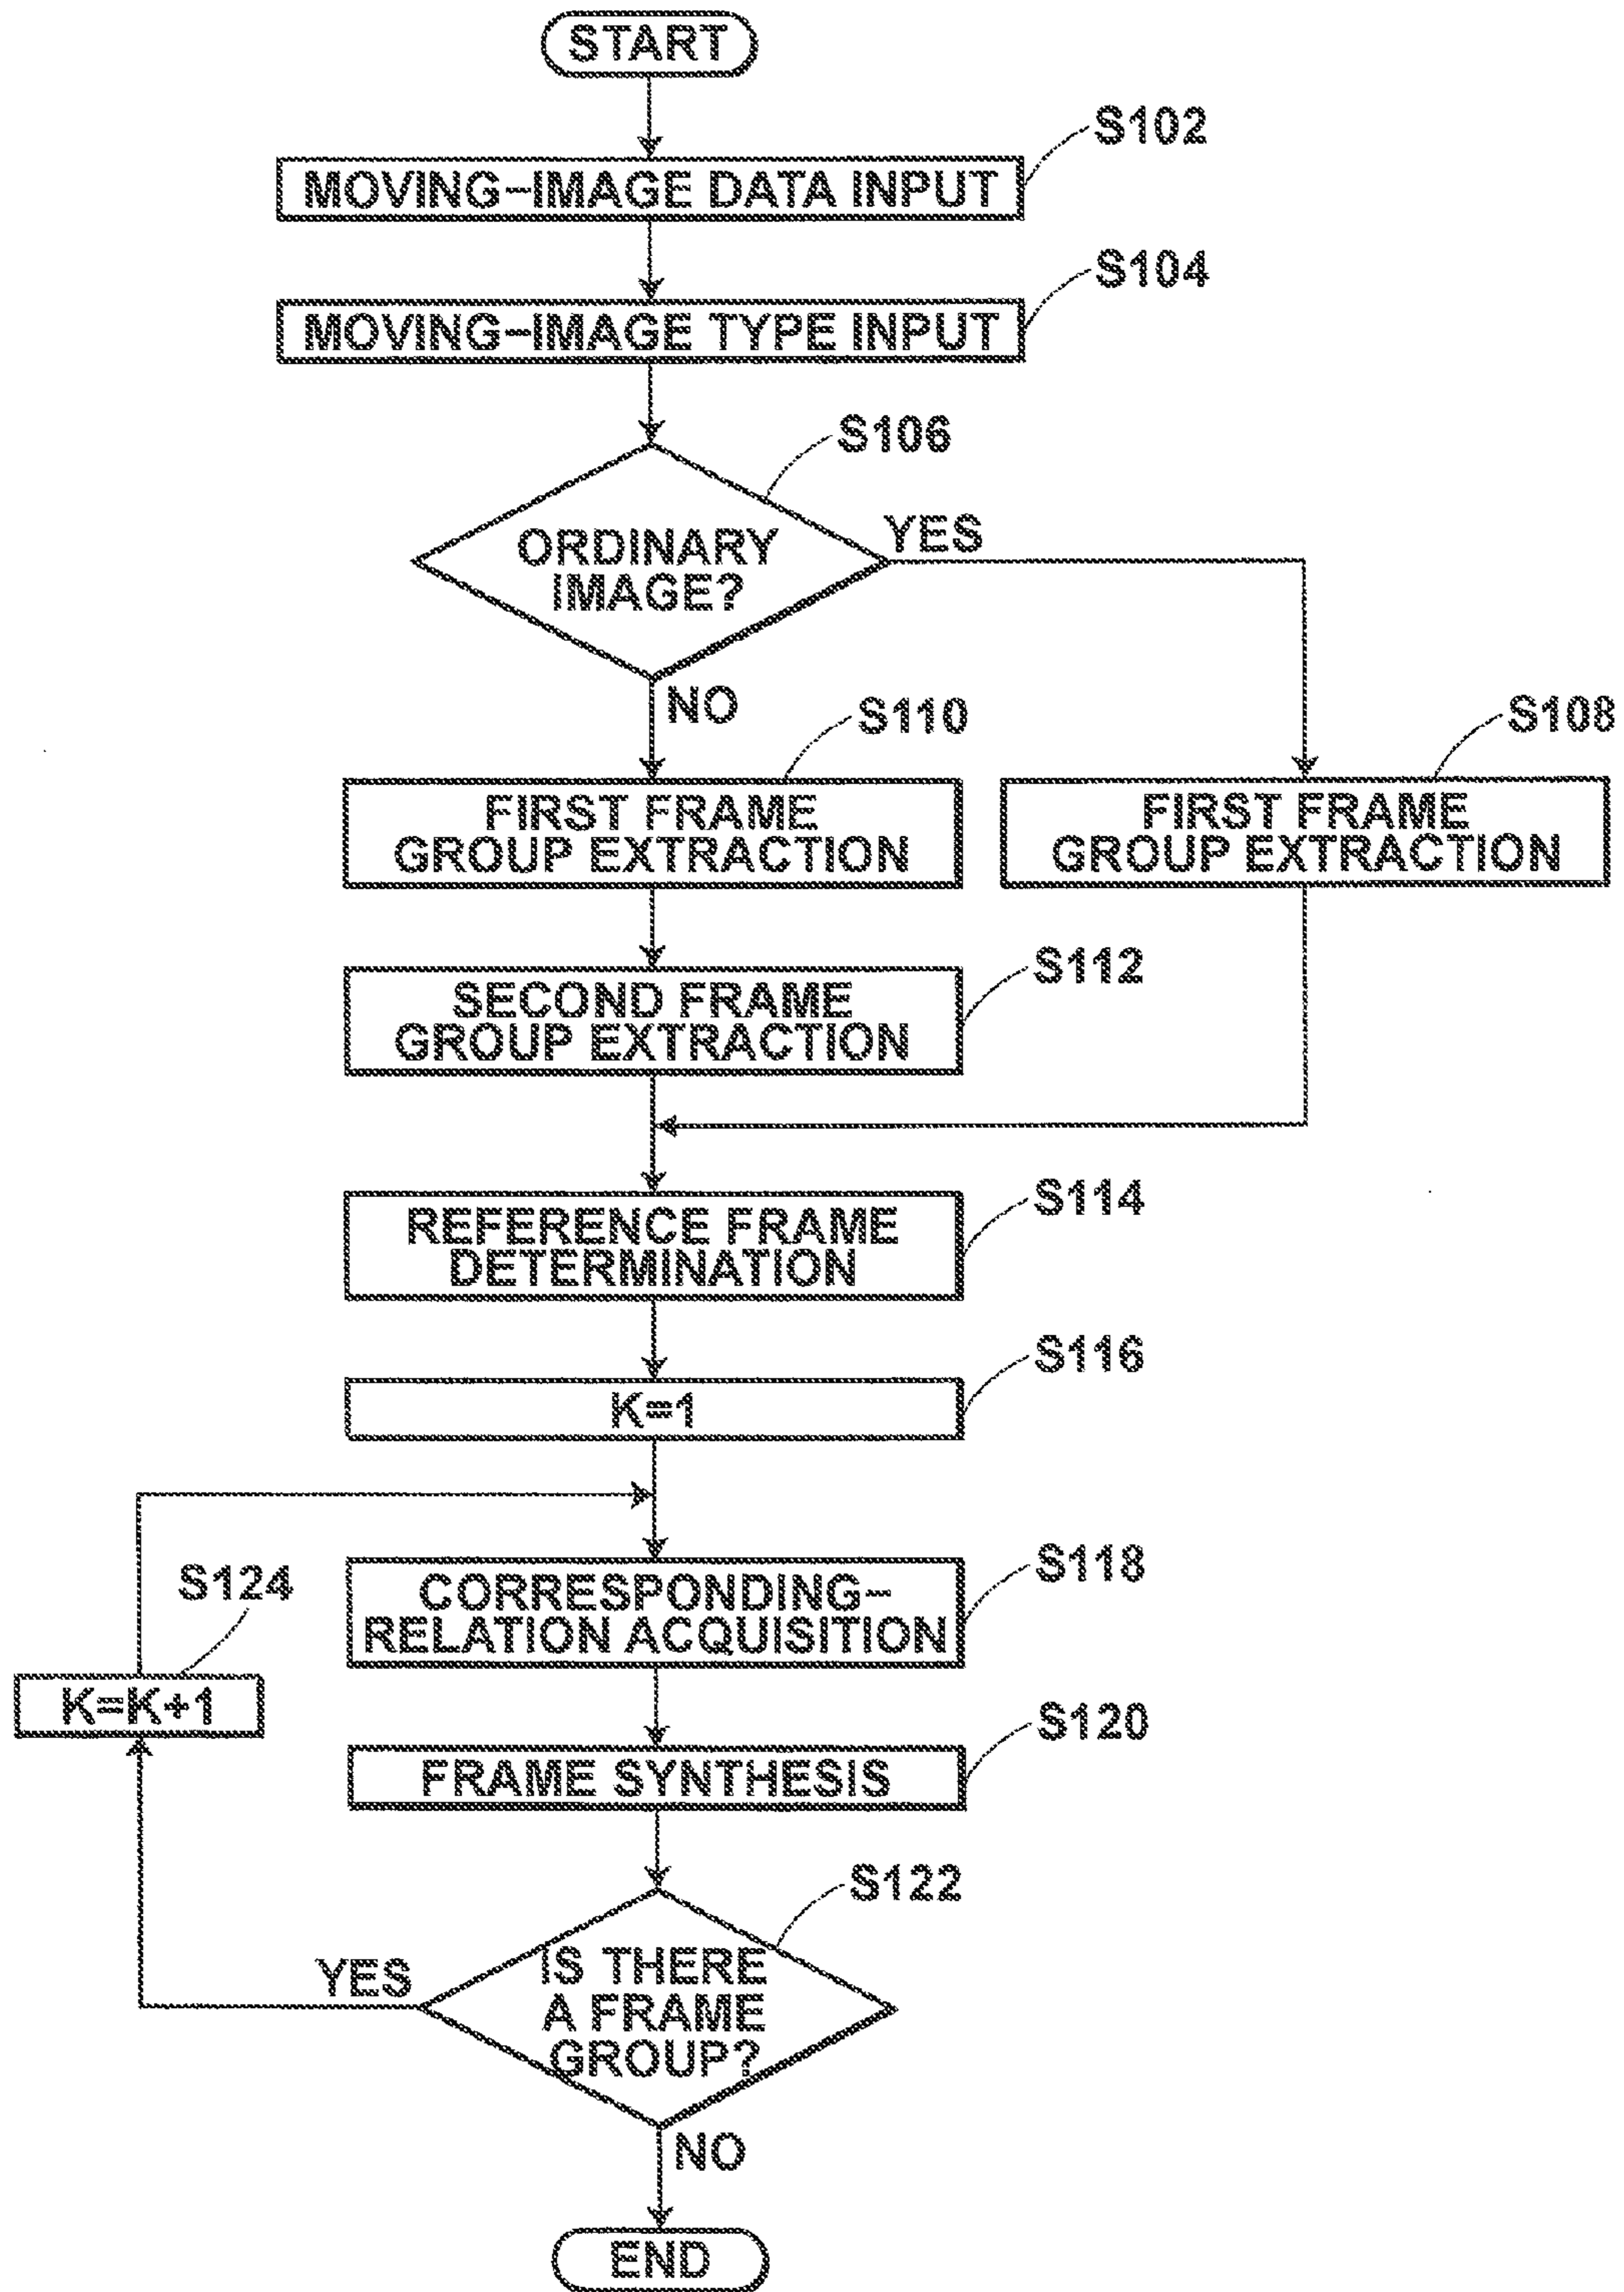 START
S102
MOVING-IMAGE DATA INPUT
S104
MOVING-IMAGE TYPE INPUT
S106
ORDINARY
IMAGE?
YES
NO
S110
FIRST FRAME
GROUP EXTRACTION
S108
FIRST FRAME
GROUP EXTRACTION
S112
SECOND FRAME
GROUP EXTRACTION
S114
REFERENCE FRAME
DETERMINATION
S116
K=1
S118
CORRESPONDING-
RELATION ACQUISITION
S124
K=K+1
S120
FRAME SYNTHESIS
S122
IS THERE
A FRAME
GROUP?
YES
NO
END